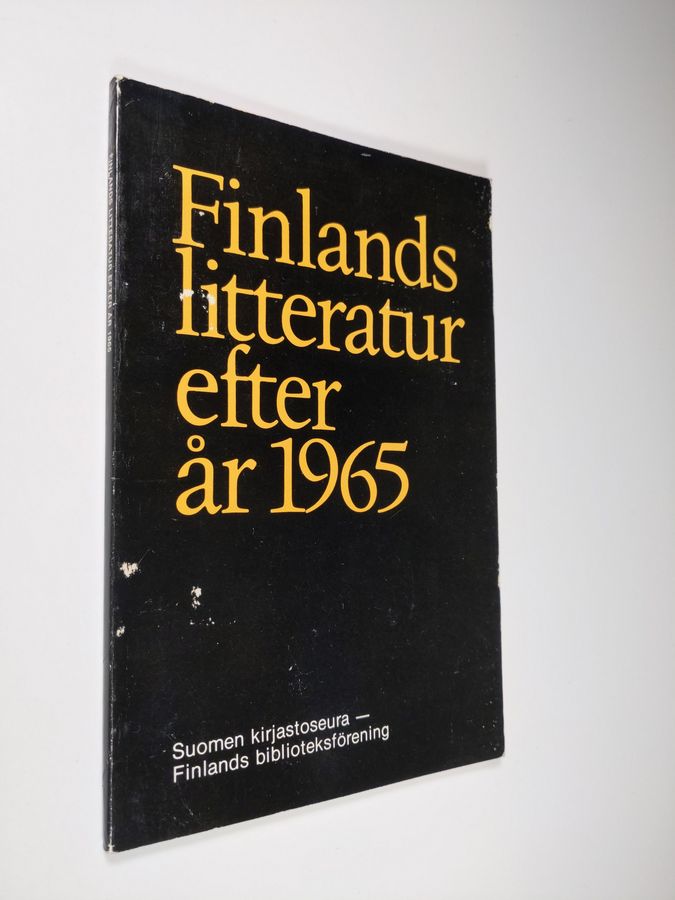 Finlands
litteratur
efter
år 1965
Suomen kirjastoseura —
Finlands biblioteksförening
FINLANDS LITTERATUR EFTER ÅR 1965